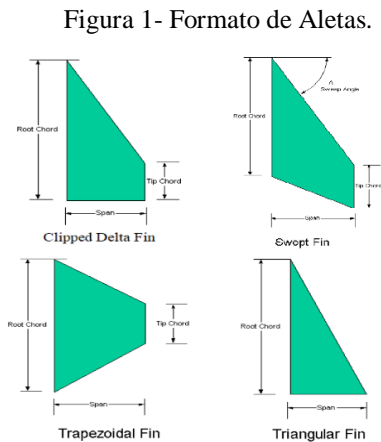 Figura 1- Formato de Aletas.
Root Chord
Tip Chord
Span
Clipped Delta Fin
Sweep Angle
Root Chord
Tip Chord
Span
Swept Fin
Root Chord
Tip Chord
Span
Trapezoidal Fin
Root Chord
Span
Triangular Fin